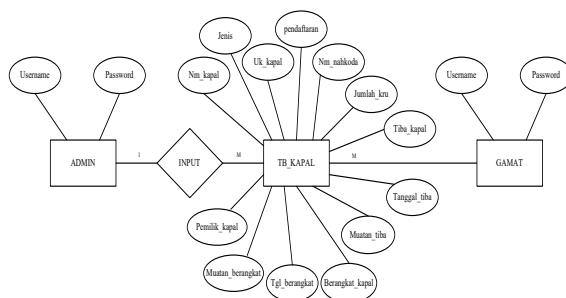 pendaftaran
Jenis
Uk_kapal
Nm_nahkoda
Username
Password
Nm_kapal
Jumlah_kru
Username
Password
Tiba_kapal
ADMIN
1
INPUT
M
TB_KAPAL
M
GAMAT
Tanggal_tiba
Pemilik_kapal
Muatan_tiba
Muatan_berangkat
Tgl_berangkat
Berangkat_kapal